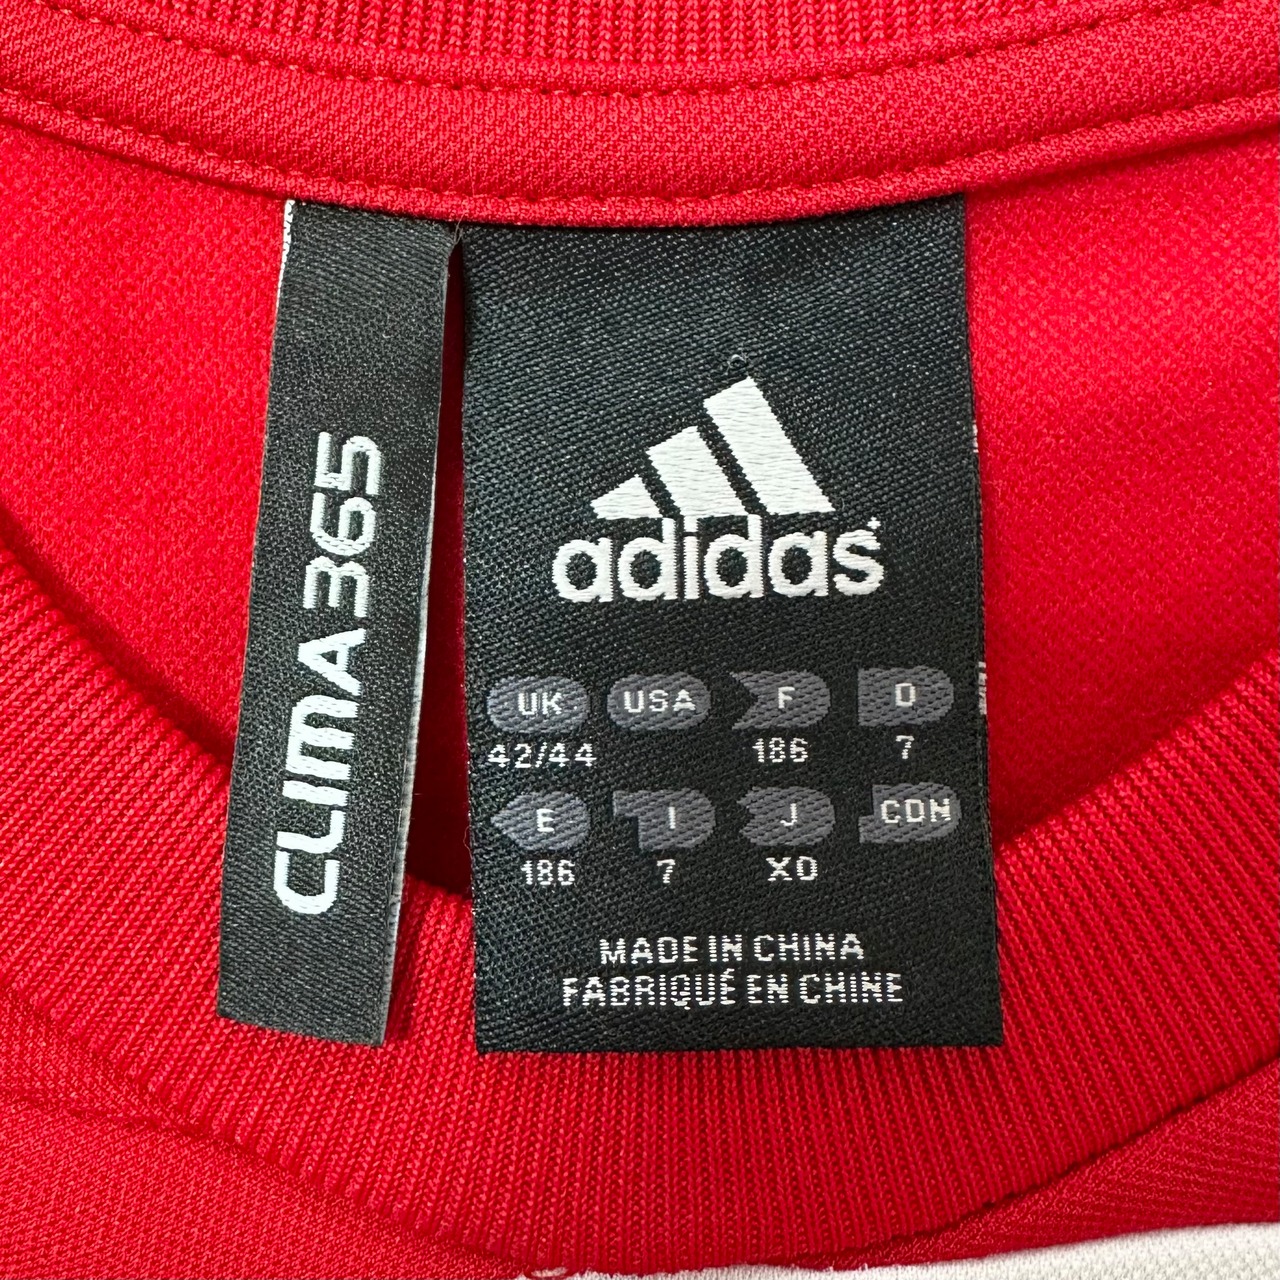 CLIMA365
adidas
UK USA F D
42/44 186 7
E I J CDN
186 7 XO
MADE IN CHINA
FABRIQUÉ EN CHINE